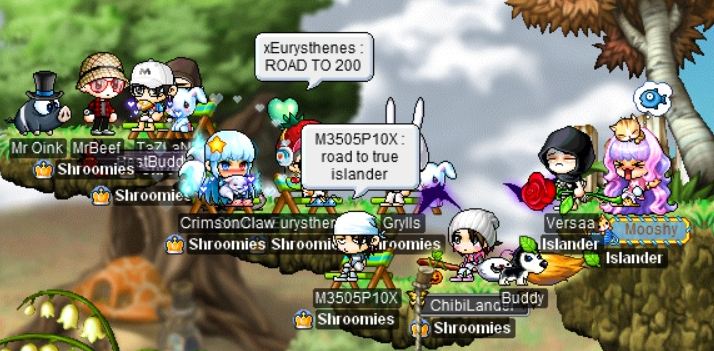 xEurysthenes :
ROAD TO 200
M3505P10X :
road to true
islander
Mr Oink
MrBeef
Shroomies
Shroomies
CrimsonClaw
Grylls
Versaa
Mooshy
Shroomies
Shroomies
Islander
Islander
M3505P10X
ChibiLander
Buddy
Shroomies
Shroomies